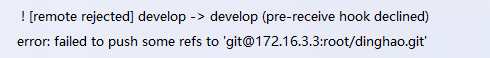 ! [remote rejected] develop -> develop (pre-receive hook declined)
error: failed to push some refs to 'git@172.16.3.3:root/dinghao.git'